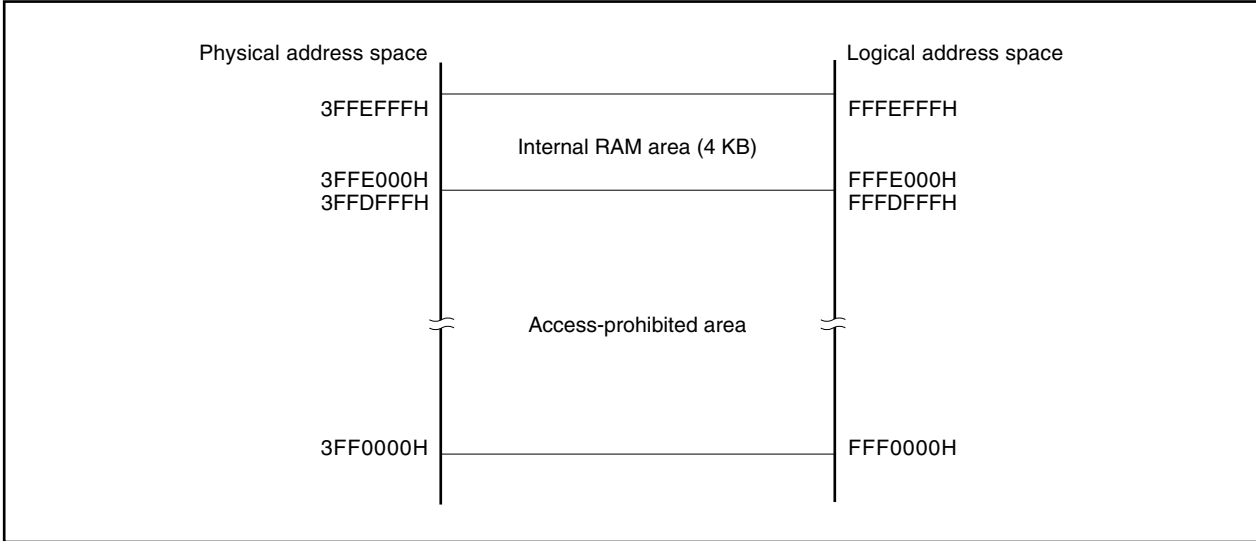 Physical address space Logical address space
3FFEFFFH FFFEFFFH
Internal RAM area (4 KB)
3FFE000H FFFE000H
3FFDFFFH FFFDFFFH
Access-prohibited area
3FF0000H FFF0000H